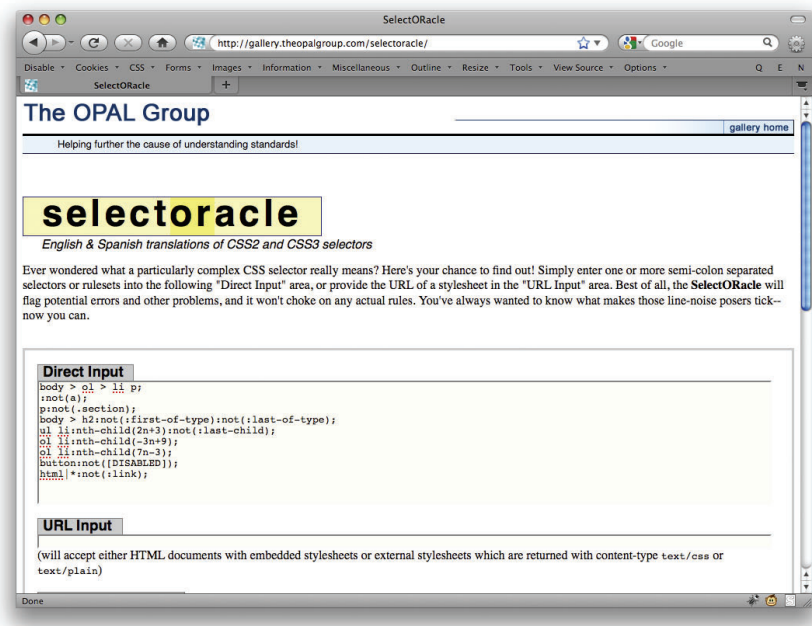 SelectORacle
http://gallery.theopalgroup.com/selectoracle/
Google
Disable Cookies CSS Forms Images Information Miscellaneous Outline Resize Tools View Source Options Q E N
SelectORacle +
The OPAL Group
gallery home
Helping further the cause of understanding standards!
selectoracle
English & Spanish translations of CSS2 and CSS3 selectors
Ever wondered what a particularly complex CSS selector really means? Here's your chance to find out! Simply enter one or more semi-colon separated
selectors or rulesets into the following "Direct Input" area, or provide the URL of a stylesheet in the "URL Input" area. Best of all, the SelectORacle will
flag potential errors and other problems, and it won't choke on any actual rules. You've always wanted to know what makes those line-noise posers tick--
now you can.
Direct Input
body > ol > li p;
:not(a);
p:not(.section);
body > h2:not(:first-of-type):not(:last-of-type);
ul li:nth-child(2n+3):not(:last-child);
ol li:nth-child(-3n+9);
ol li:nth-child(7n-3);
button:not([DISABLED]);
html|*:not(:link);
URL Input
(will accept either HTML documents with embedded stylesheets or external stylesheets which are returned with content-type text/css or
text/plain)
Done